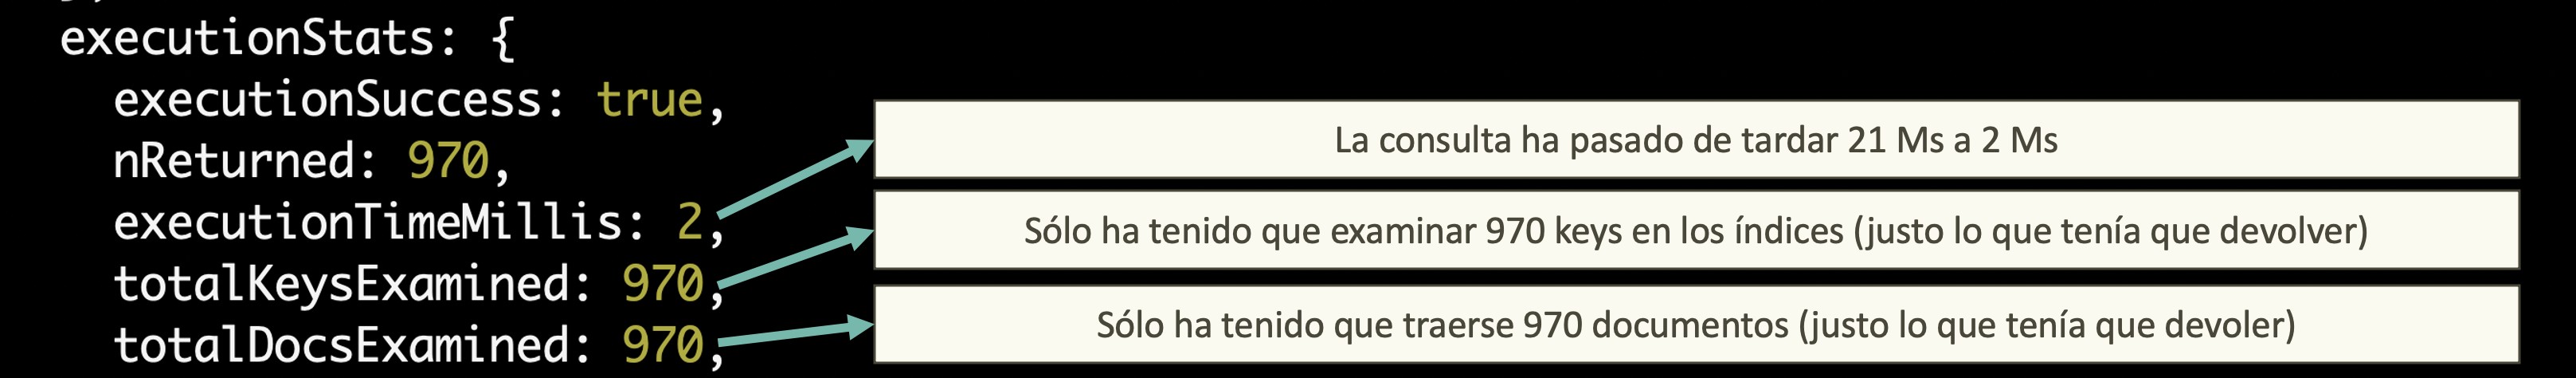 executionStats: {
executionSuccess: true,
nReturned: 970,
executionTimeMillis: 2,
totalKeysExamined: 970,
totalDocsExamined: 970,
La consulta ha pasado de tardar 21 Ms a 2 Ms
Sólo ha tenido que examinar 970 keys en los índices (justo lo que tenía que devolver)
Sólo ha tenido que traerse 970 documentos (justo lo que tenía que devoler)